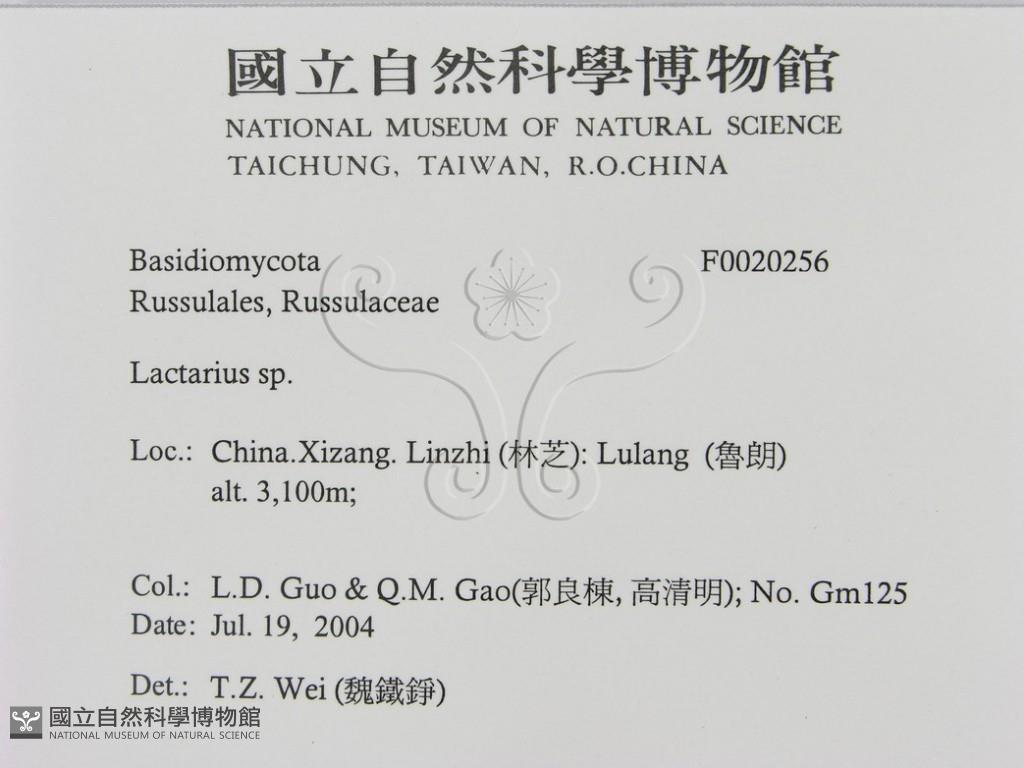 國立自然科學博物館
NATIONAL MUSEUM OF NATURAL SCIENCE
TAICHUNG, TAIWAN, R.O.CHINA
Basidiomycota F0020256
Russulales, Russulaceae
Lactarius sp.
Loc.: China.Xizang. Linzhi (林芝): Lulang (魯朗)
alt. 3,100m;
Col.: L.D. Guo & Q.M. Gao(郭良棟, 高清明); No. Gm125
Date: Jul. 19, 2004
Det.: T.Z. Wei (魏鐵錚)
國立自然科學博物館
NATIONAL MUSEUM OF NATURAL SCIENCE